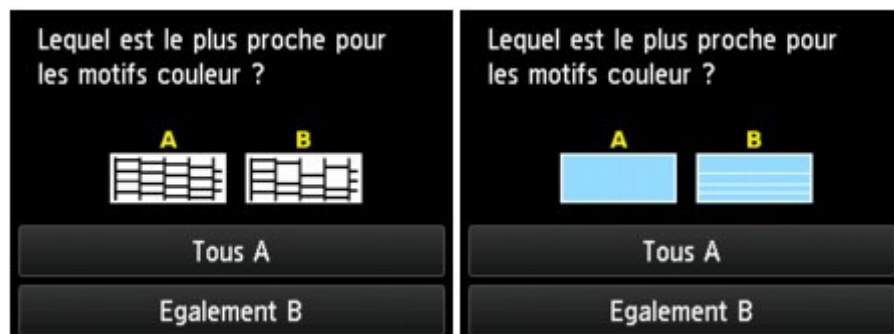 Lequel est le plus proche pour
les motifs couleur ?
A B
Tous A
Egalement B
Lequel est le plus proche pour
les motifs couleur ?
A B
Tous A
Egalement B